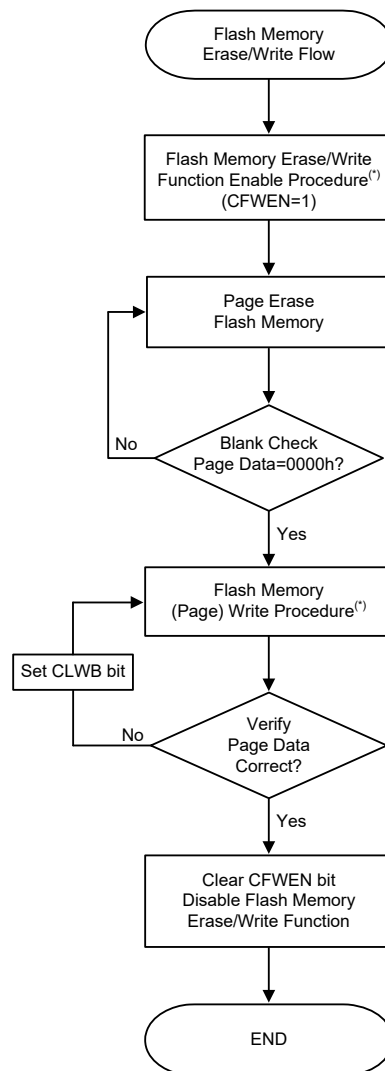 Flash Memory
Erase/Write Flow
Flash Memory Erase/Write
Function Enable Procedure(*)
(CFWEN=1)
Page Erase
Flash Memory
Blank Check
Page Data=0000h?
No
Yes
Flash Memory
(Page) Write Procedure(*)
Set CLWB bit
Verify
Page Data
Correct?
No
Yes
Clear CFWEN bit
Disable Flash Memory
Erase/Write Function
END